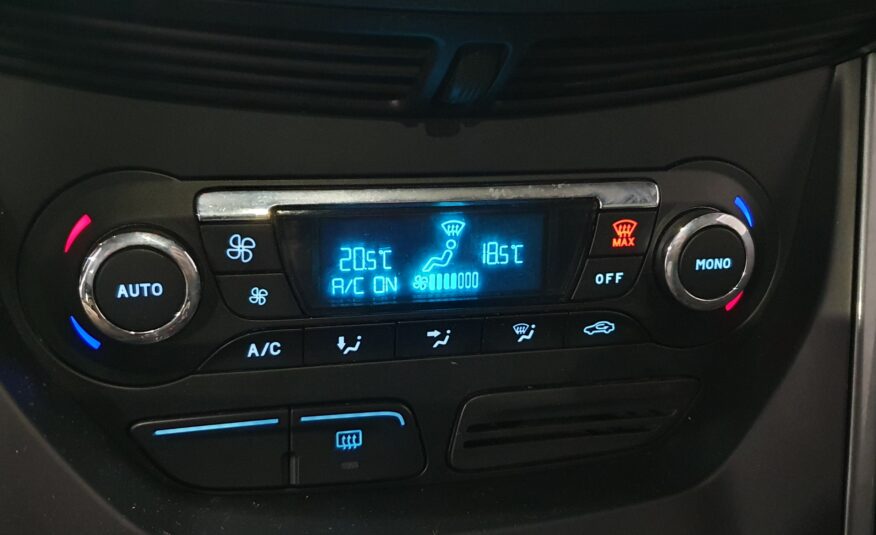 20.5°C
18.5°C
A/C ON
MAX
AUTO
MONO
OFF
A/C